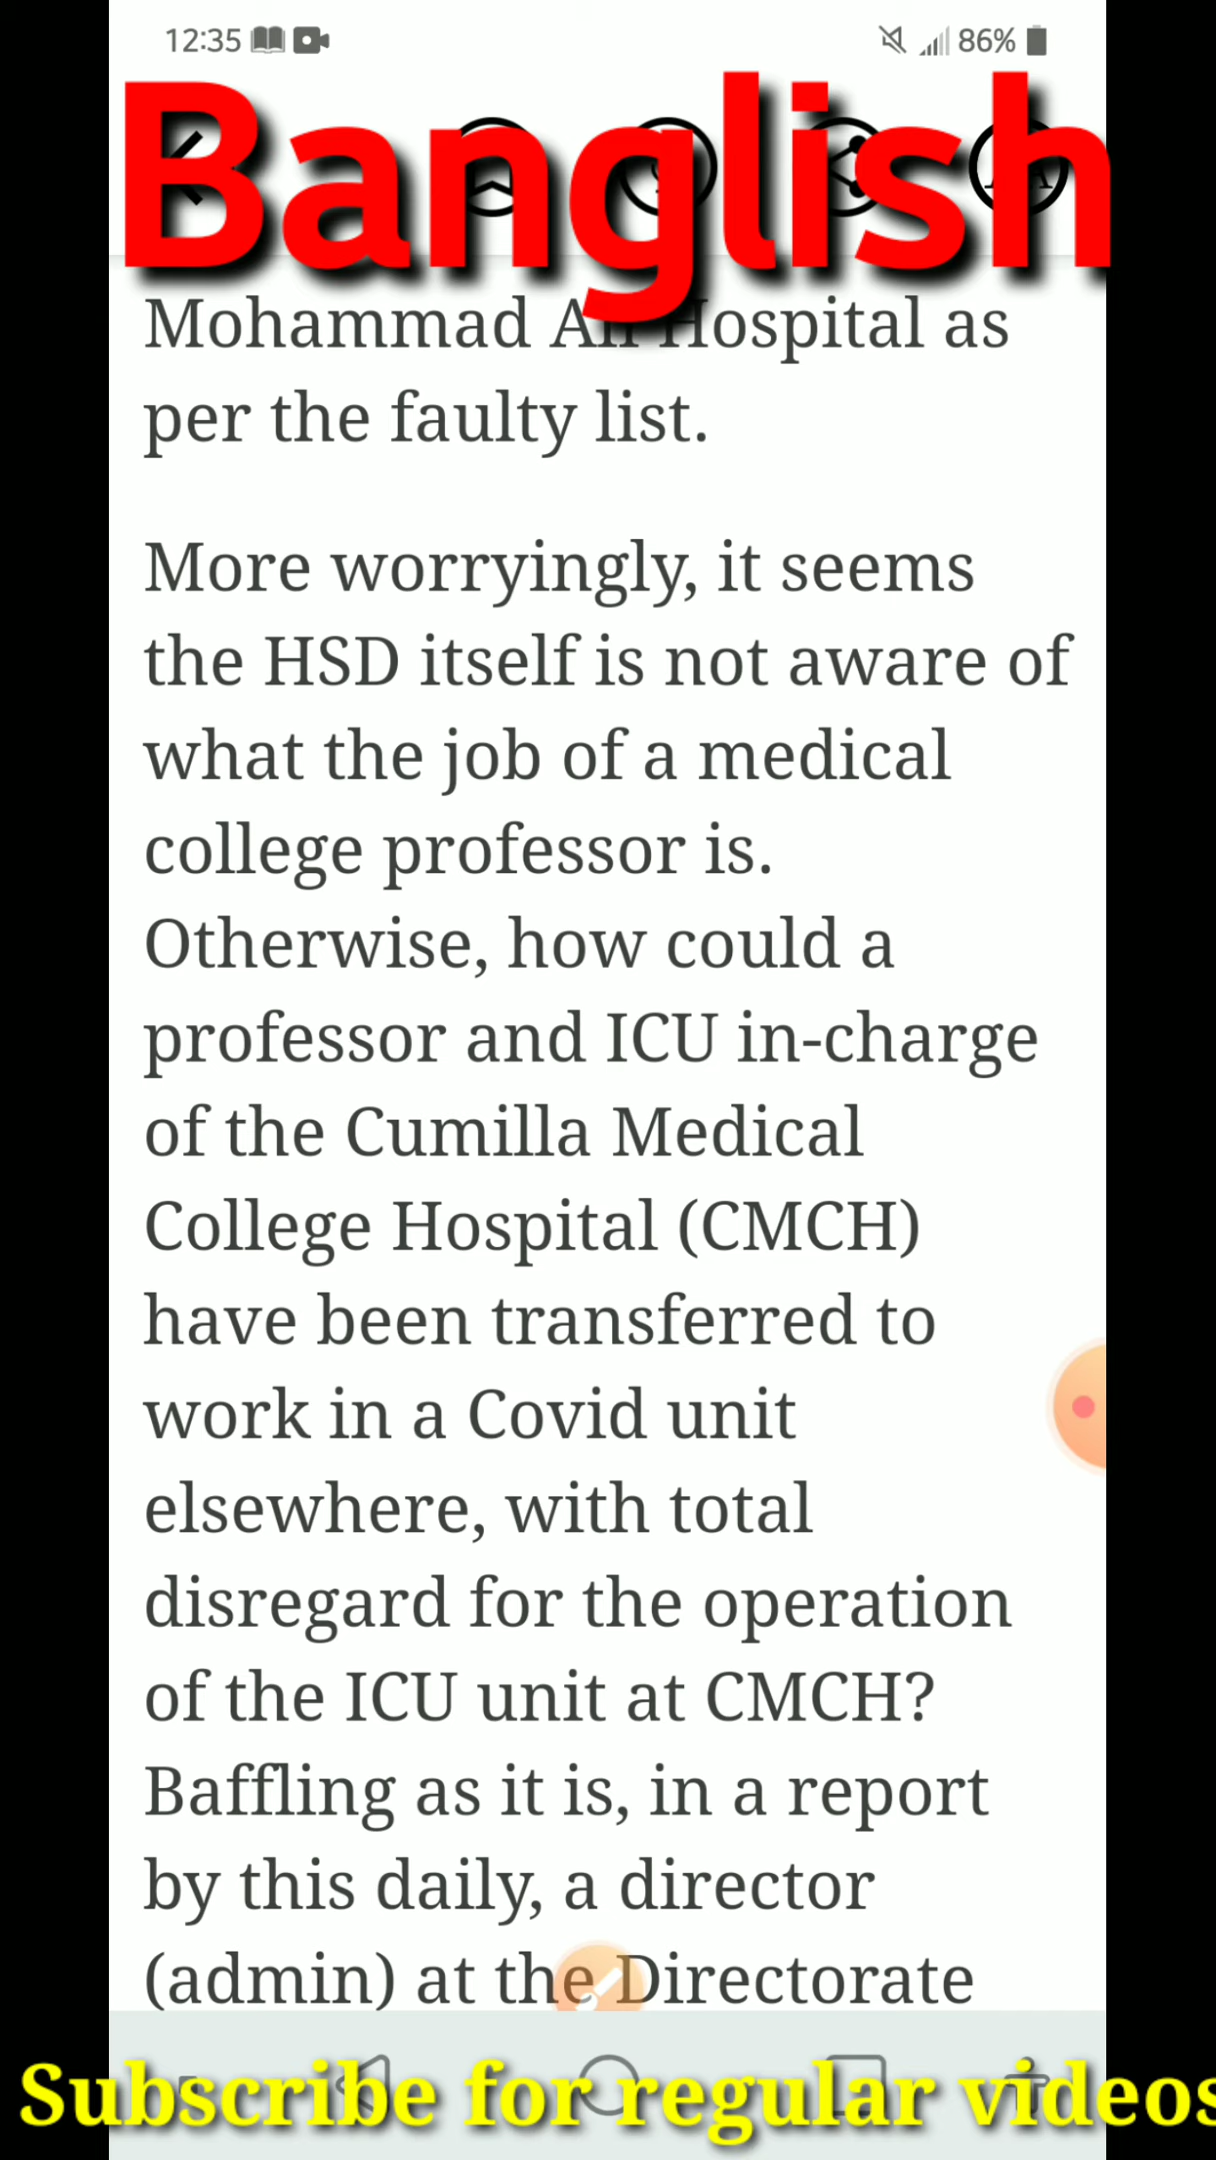 12:35
86%
Banglish
Mohammad Ali Hospital as
per the faulty list.
More worryingly, it seems
the HSD itself is not aware of
what the job of a medical
college professor is.
Otherwise, how could a
professor and ICU in-charge
of the Cumilla Medical
College Hospital (CMCH)
have been transferred to
work in a Covid unit
elsewhere, with total
disregard for the operation
of the ICU unit at CMCH?
Baffling as it is, in a report
by this daily, a director
(admin) at the Directorate
Subscribe for regular videos